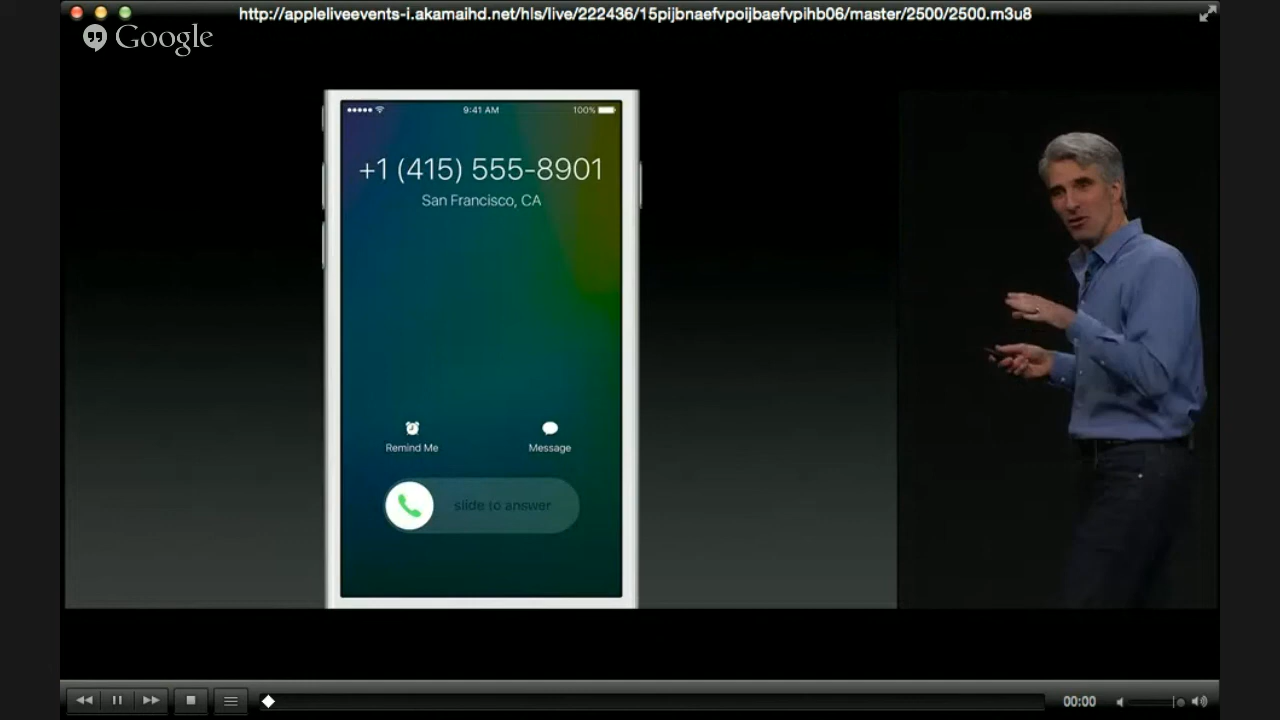 http://appleliveevents-i.akamaihd.net/hls/live/222436/15pijbnaefvpoijbaefvpihb06/master/2500/2500.m3u8
Google
9:41 AM
100%
+1 (415) 555-8901
San Francisco, CA
Remind Me
Message
slide to answer
00:00